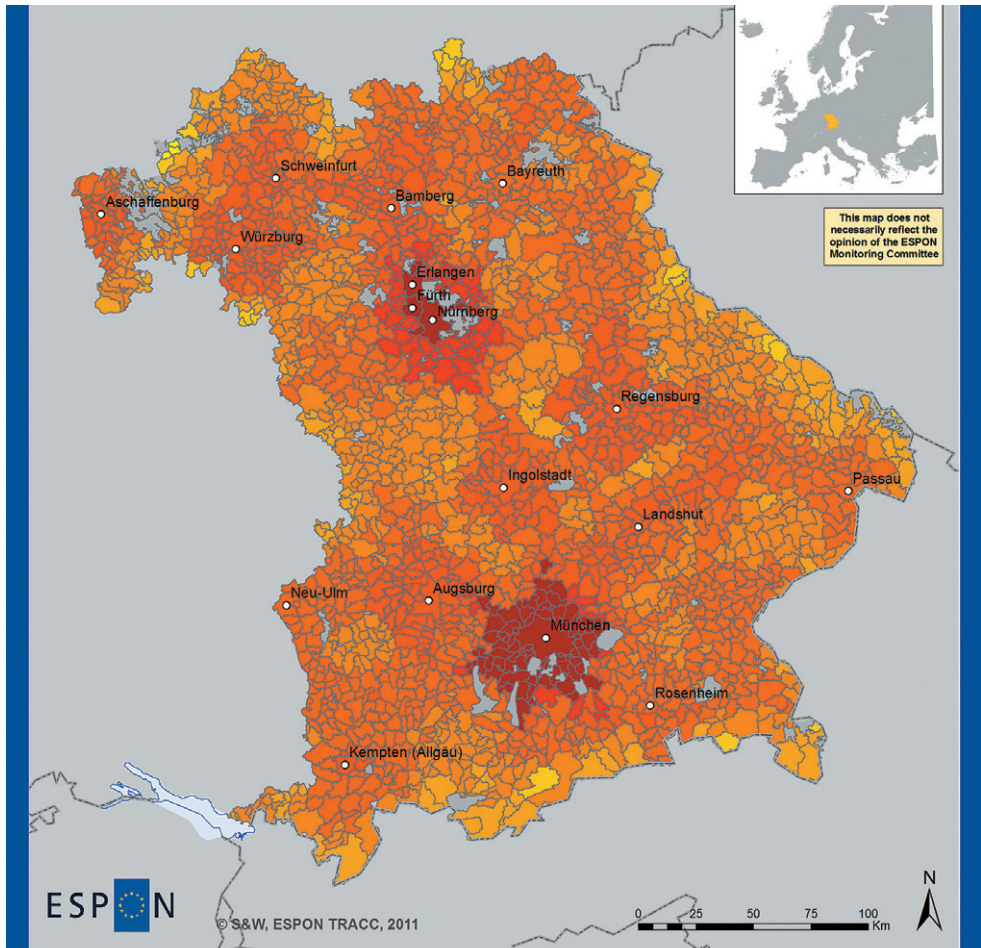 This map does not
necessarily reflect the
opinion of the ESPON
Monitoring Committee
Schweinfurt
Bayreuth
Aschaffenburg
Bamberg
Würzburg
Erlangen
Fürth
Nürnberg
Regensburg
Ingolstadt
Passau
Landshut
Neu-Ulm
Augsburg
München
Rosenheim
Kempten (Allgäu)
ESPON
© S&W, ESPON TRACC, 2011
N
0 25 50 75 100
Km